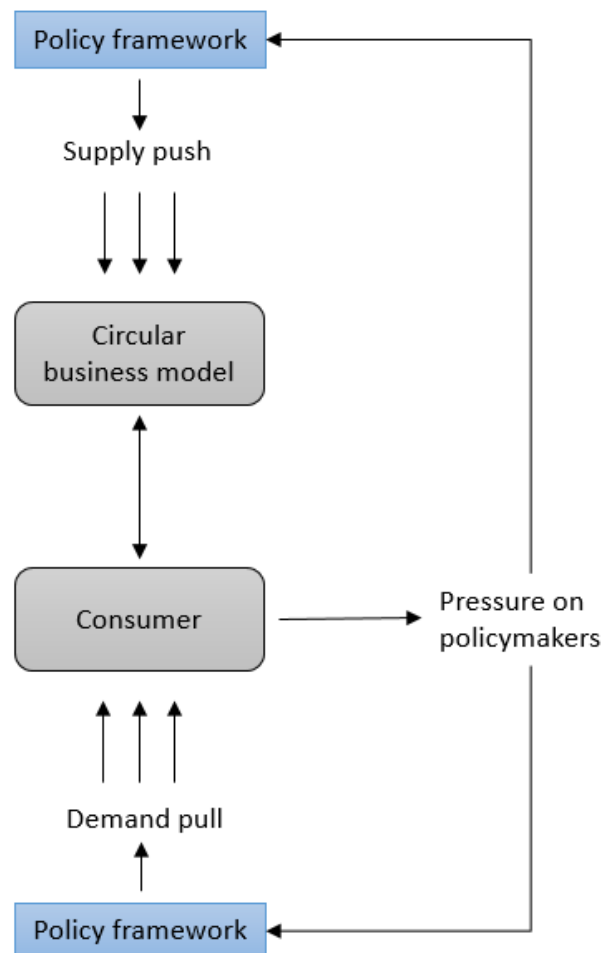 Policy framework
Supply push
Circular
business model
Consumer
Pressure on
policymakers
Demand pull
Policy framework